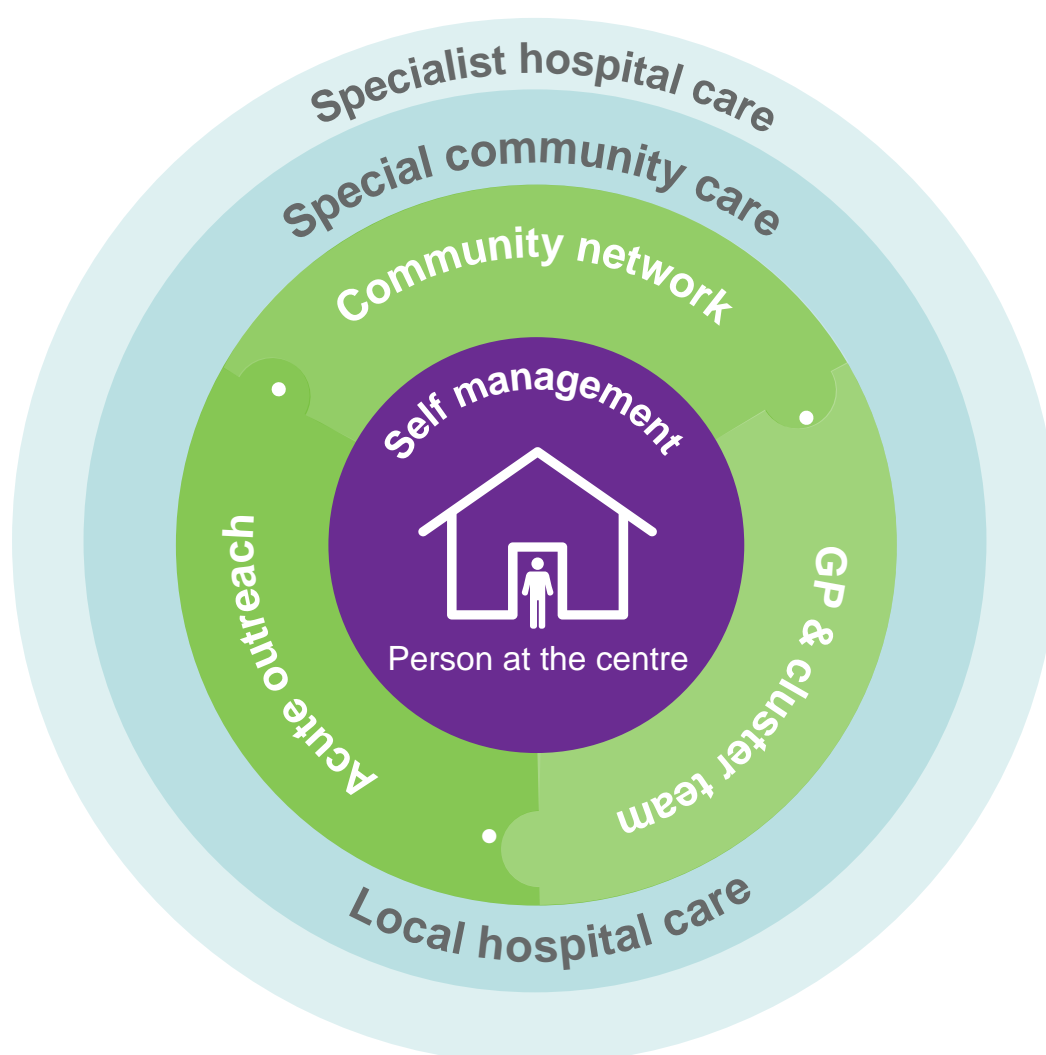 Specialist hospital care
Special community care
Community network
Self management
Person at the centre
Acute outreach
GP & cluster team
Local hospital care